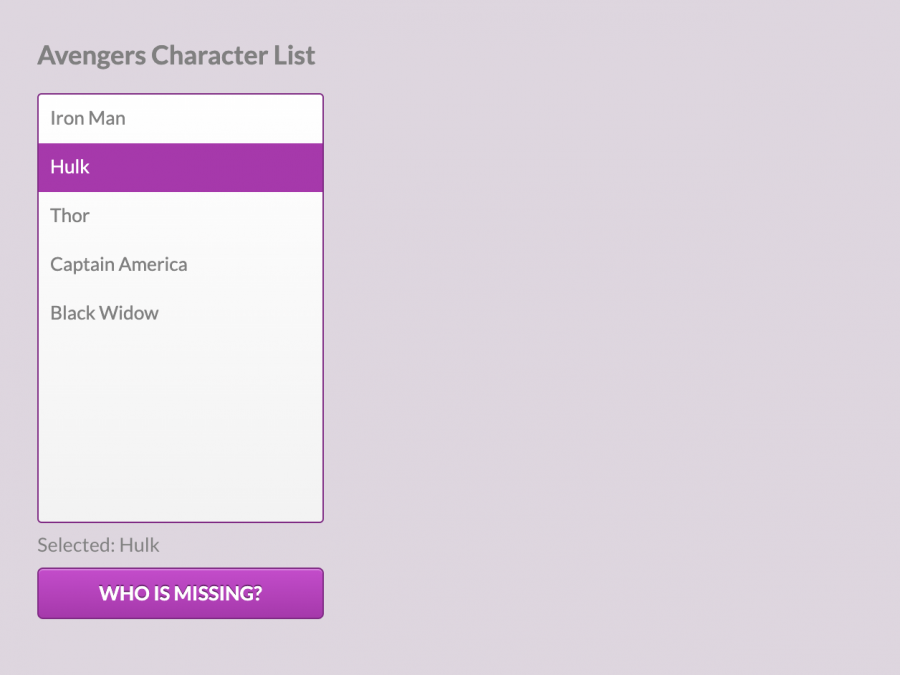 Avengers Character List
Iron Man
Hulk
Thor
Captain America
Black Widow
Selected: Hulk
WHO IS MISSING?